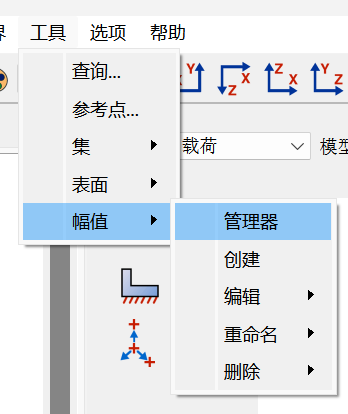 工具 选项 帮助
查询...
参考点...
集
表面
幅值
Y
X
Z
X
Z
Y
Z
载荷
模型
管理器
创建
编辑
重命名
删除